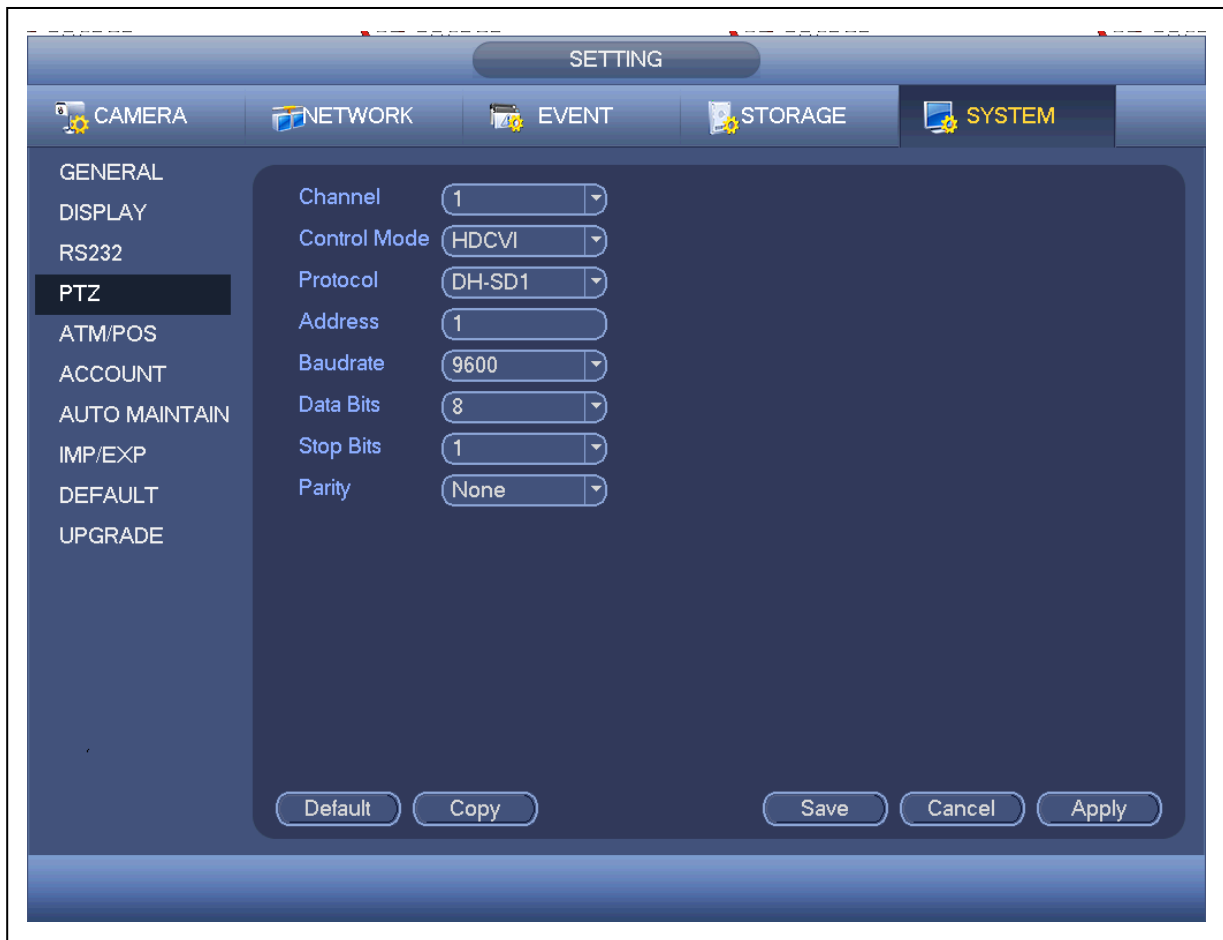 SETTING
CAMERA NETWORK EVENT STORAGE SYSTEM
GENERAL
DISPLAY
RS232
PTZ
ATM/POS
ACCOUNT
AUTO MAINTAIN
IMP/EXP
DEFAULT
UPGRADE
Channel 1
Control Mode HDCVI
Protocol DH-SD1
Address 1
Baudrate 9600
Data Bits 8
Stop Bits 1
Parity None
Default Copy Save Cancel Apply